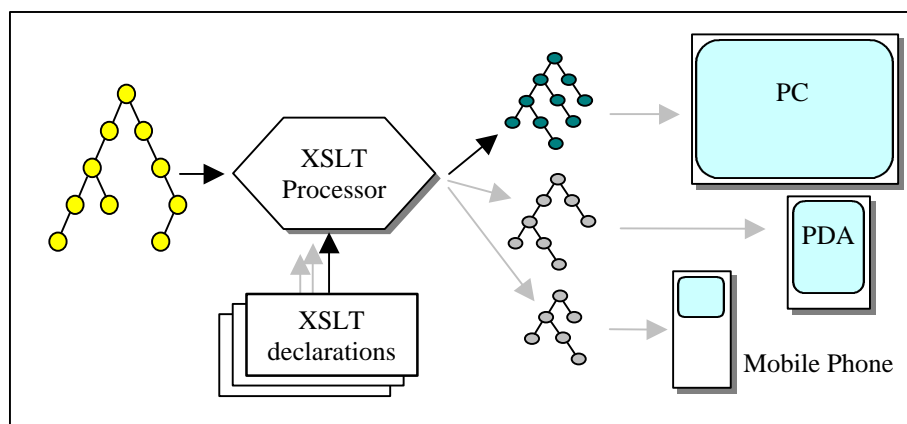 PC
XSLT
Processor
PDA
XSLT
declarations
Mobile Phone